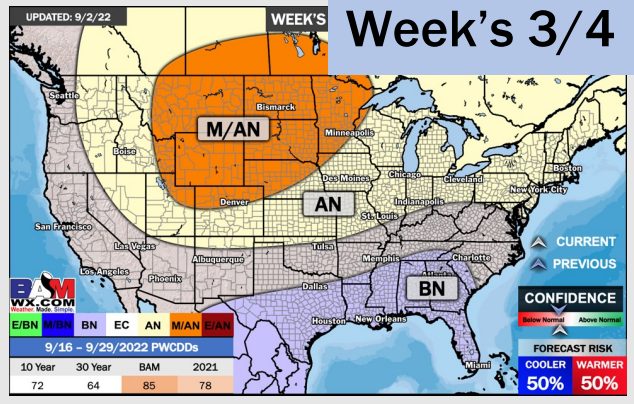 UPDATED: 9/2/22
WEEK'S
Week's 3/4
Seattle
Bismarck
M/AN
Minneapolis
Boise
Des Moines
Chicago
Cleveland
Boston
New York City
Denver
AN
Indianapolis
St. Louis
San Francisco
Las Vegas
Albuquerque
Tulsa
Memphis
Charlotte
CURRENT
PREVIOUS
Los Angeles
Phoenix
Atlanta
BN
Dallas
BAM
WX.COM
Weather. Made. Simple.
Houston
New Orleans
Miami
CONFIDENCE
Below Normal
Above Normal
E/BN M/BN BN EC AN M/AN E/AN
9/16 – 9/29/2022 PWCDDs
10 Year 30 Year BAM 2021
72 64 85 78
FORECAST RISK
COOLER WARMER
50% 50%